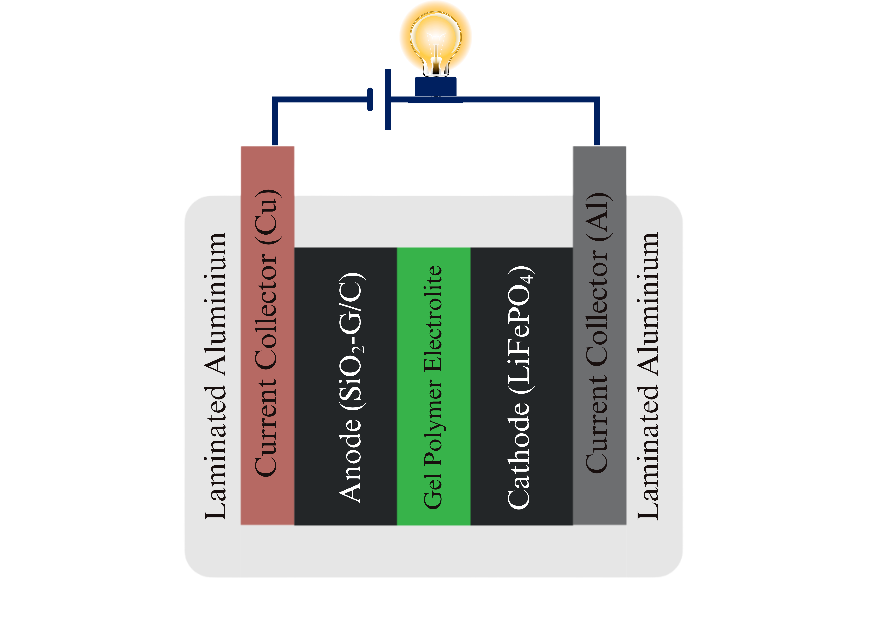 Laminated Aluminium
Current Collector (Cu)
Anode (SiO₂-G/C)
Gel Polymer Electrolite
Cathode (LiFePO₄)
Current Collector (Al)
Laminated Aluminium